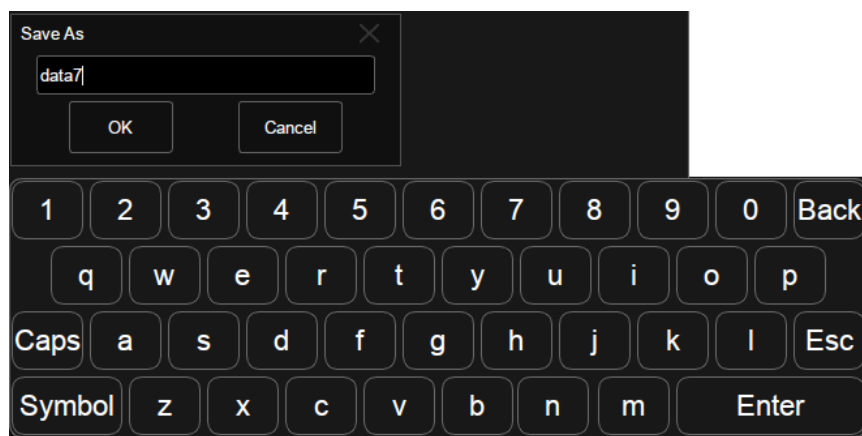 Save As
data7
OK Cancel
1 2 3 4 5 6 7 8 9 0 Back
q w e r t y u i o p
Caps a s d f g h j k l Esc
Symbol z x c v b n m Enter